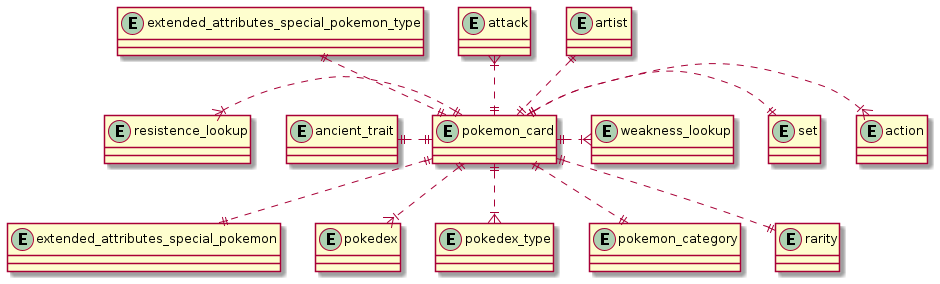 E extended_attributes_special_pokemon_type
E attack
E artist
E resistence_lookup
E ancient_trait
E pokemon_card
E weakness_lookup
E set
E action
E extended_attributes_special_pokemon
E pokedex
E pokedex_type
E pokemon_category
E rarity